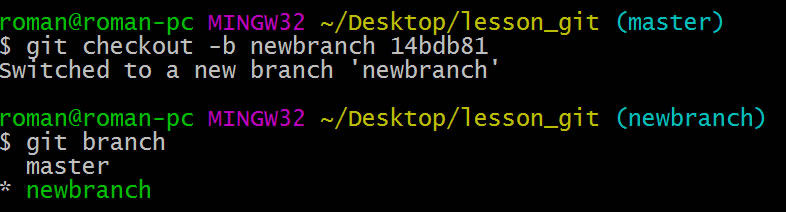 roman@roman-pc MINGW32 ~/Desktop/lesson_git (master)
$ git checkout -b newbranch 14bdb81
Switched to a new branch 'newbranch'
roman@roman-pc MINGW32 ~/Desktop/lesson_git (newbranch)
$ git branch
master
* newbranch